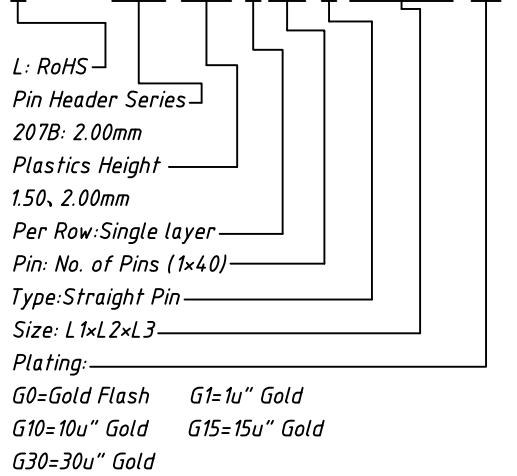 L: RoHS
Pin Header Series
207B: 2.00mm
Plastics Height
1.50、2.00mm
Per Row:Single layer
Pin: No. of Pins (1×40)
Type:Straight Pin
Size: L1×L2×L3
Plating:
G0=Gold Flash G1=1u" Gold
G10=10u" Gold G15=15u" Gold
G30=30u" Gold